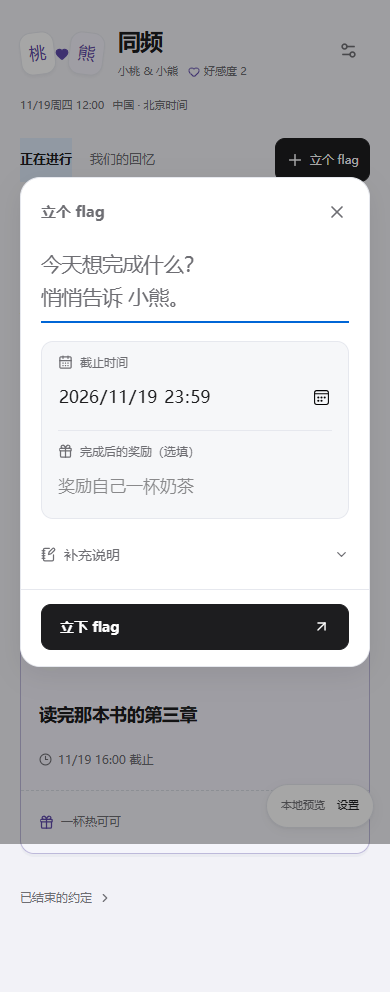 桃 熊
同频
小桃 & 小熊 好感度 2
11/19周四 12:00 中国 · 北京时间
正在进行 我们的回忆 立个 flag
立个 flag
今天想完成什么?
悄悄告诉 小熊。
截止时间
2026/11/19 23:59
完成后的奖励（选填）
奖励自己一杯奶茶
补充说明
立下 flag
读完那本书的第三章
11/19 16:00 截止
本地预览 设置
一杯热可可
已结束的约定